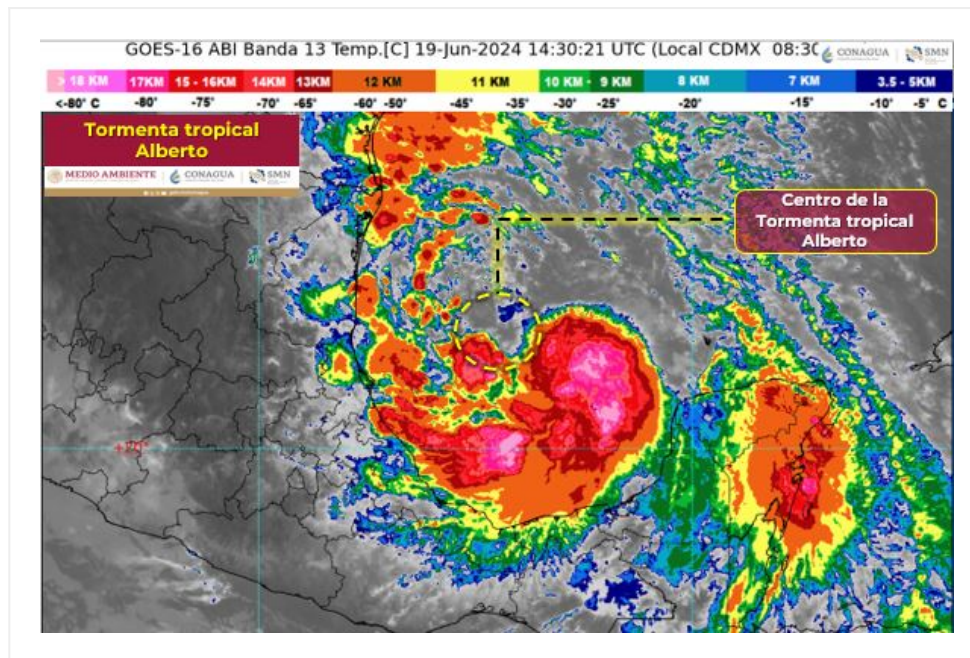 GOES-16 ABI Banda 13 Temp.[C] 19-Jun-2024 14:30:21 UTC (Local CDMX 08:30
CONAGUA SMN
> 18 KM 17KM 15 - 16KM 14KM 13KM 12 KM 11 KM 10 KM - 9 KM 8 KM 7 KM 3.5 - 5KM
<-80° C -80° -75° -70° -65° -60° -50° -45° -35° -30° -25° -20° -15° -10° -5° C
Tormenta tropical
Alberto
MEDIO AMBIENTE CONAGUA SMN
Centro de la
Tormenta tropical
Alberto